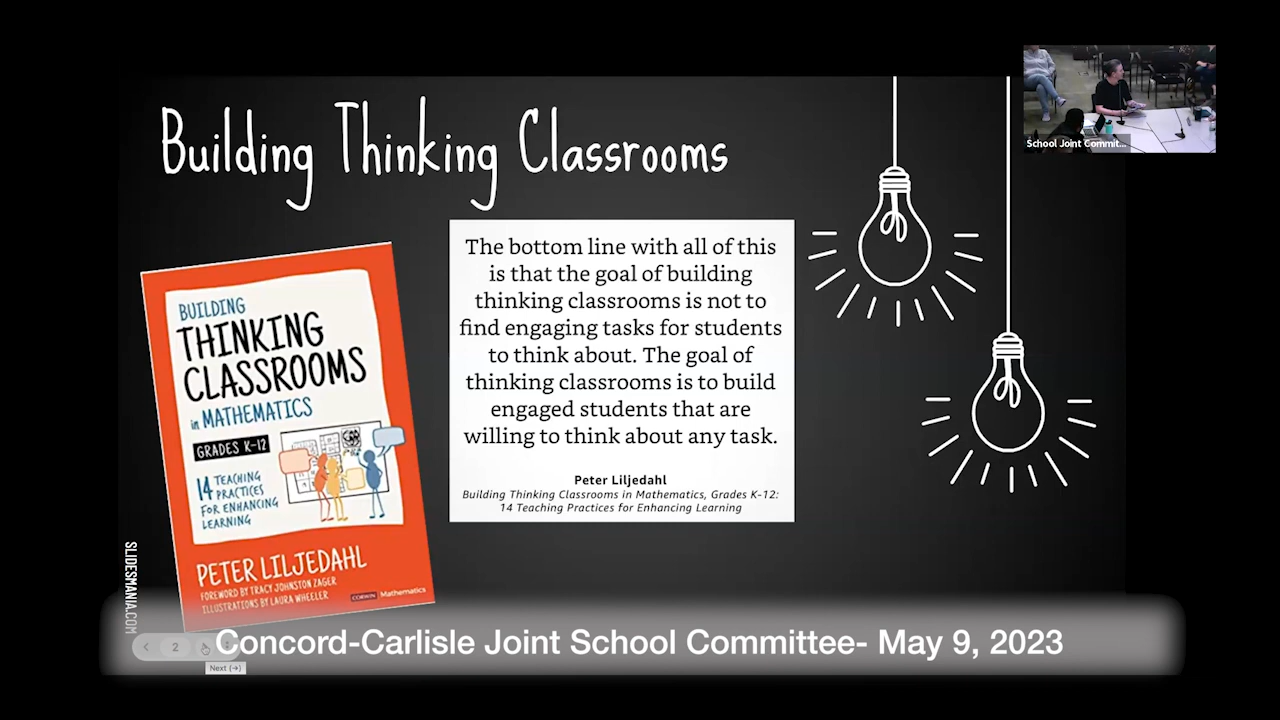 Building Thinking Classrooms
School Joint Commit...
The bottom line with all of this
is that the goal of building
thinking classrooms is not to
find engaging tasks for students
to think about. The goal of
thinking classrooms is to build
engaged students that are
willing to think about any task.
Peter Liljedahl
Building Thinking Classrooms in Mathematics, Grades K-12:
14 Teaching Practices for Enhancing Learning
BUILDING
THINKING
CLASSROOMS
in MATHEMATICS
GRADES K-12
14 TEACHING
PRACTICES
FOR ENHANCING
LEARNING
PETER LILJEDAHL
FOREWORD BY TRACY JOHNSTON ZAGER
ILLUSTRATIONS BY LAURA WHEELER
CORWIN Mathematics
SLIDESMANIA.COM
2
Concord-Carlisle Joint School Committee- May 9, 2023
Next (→)